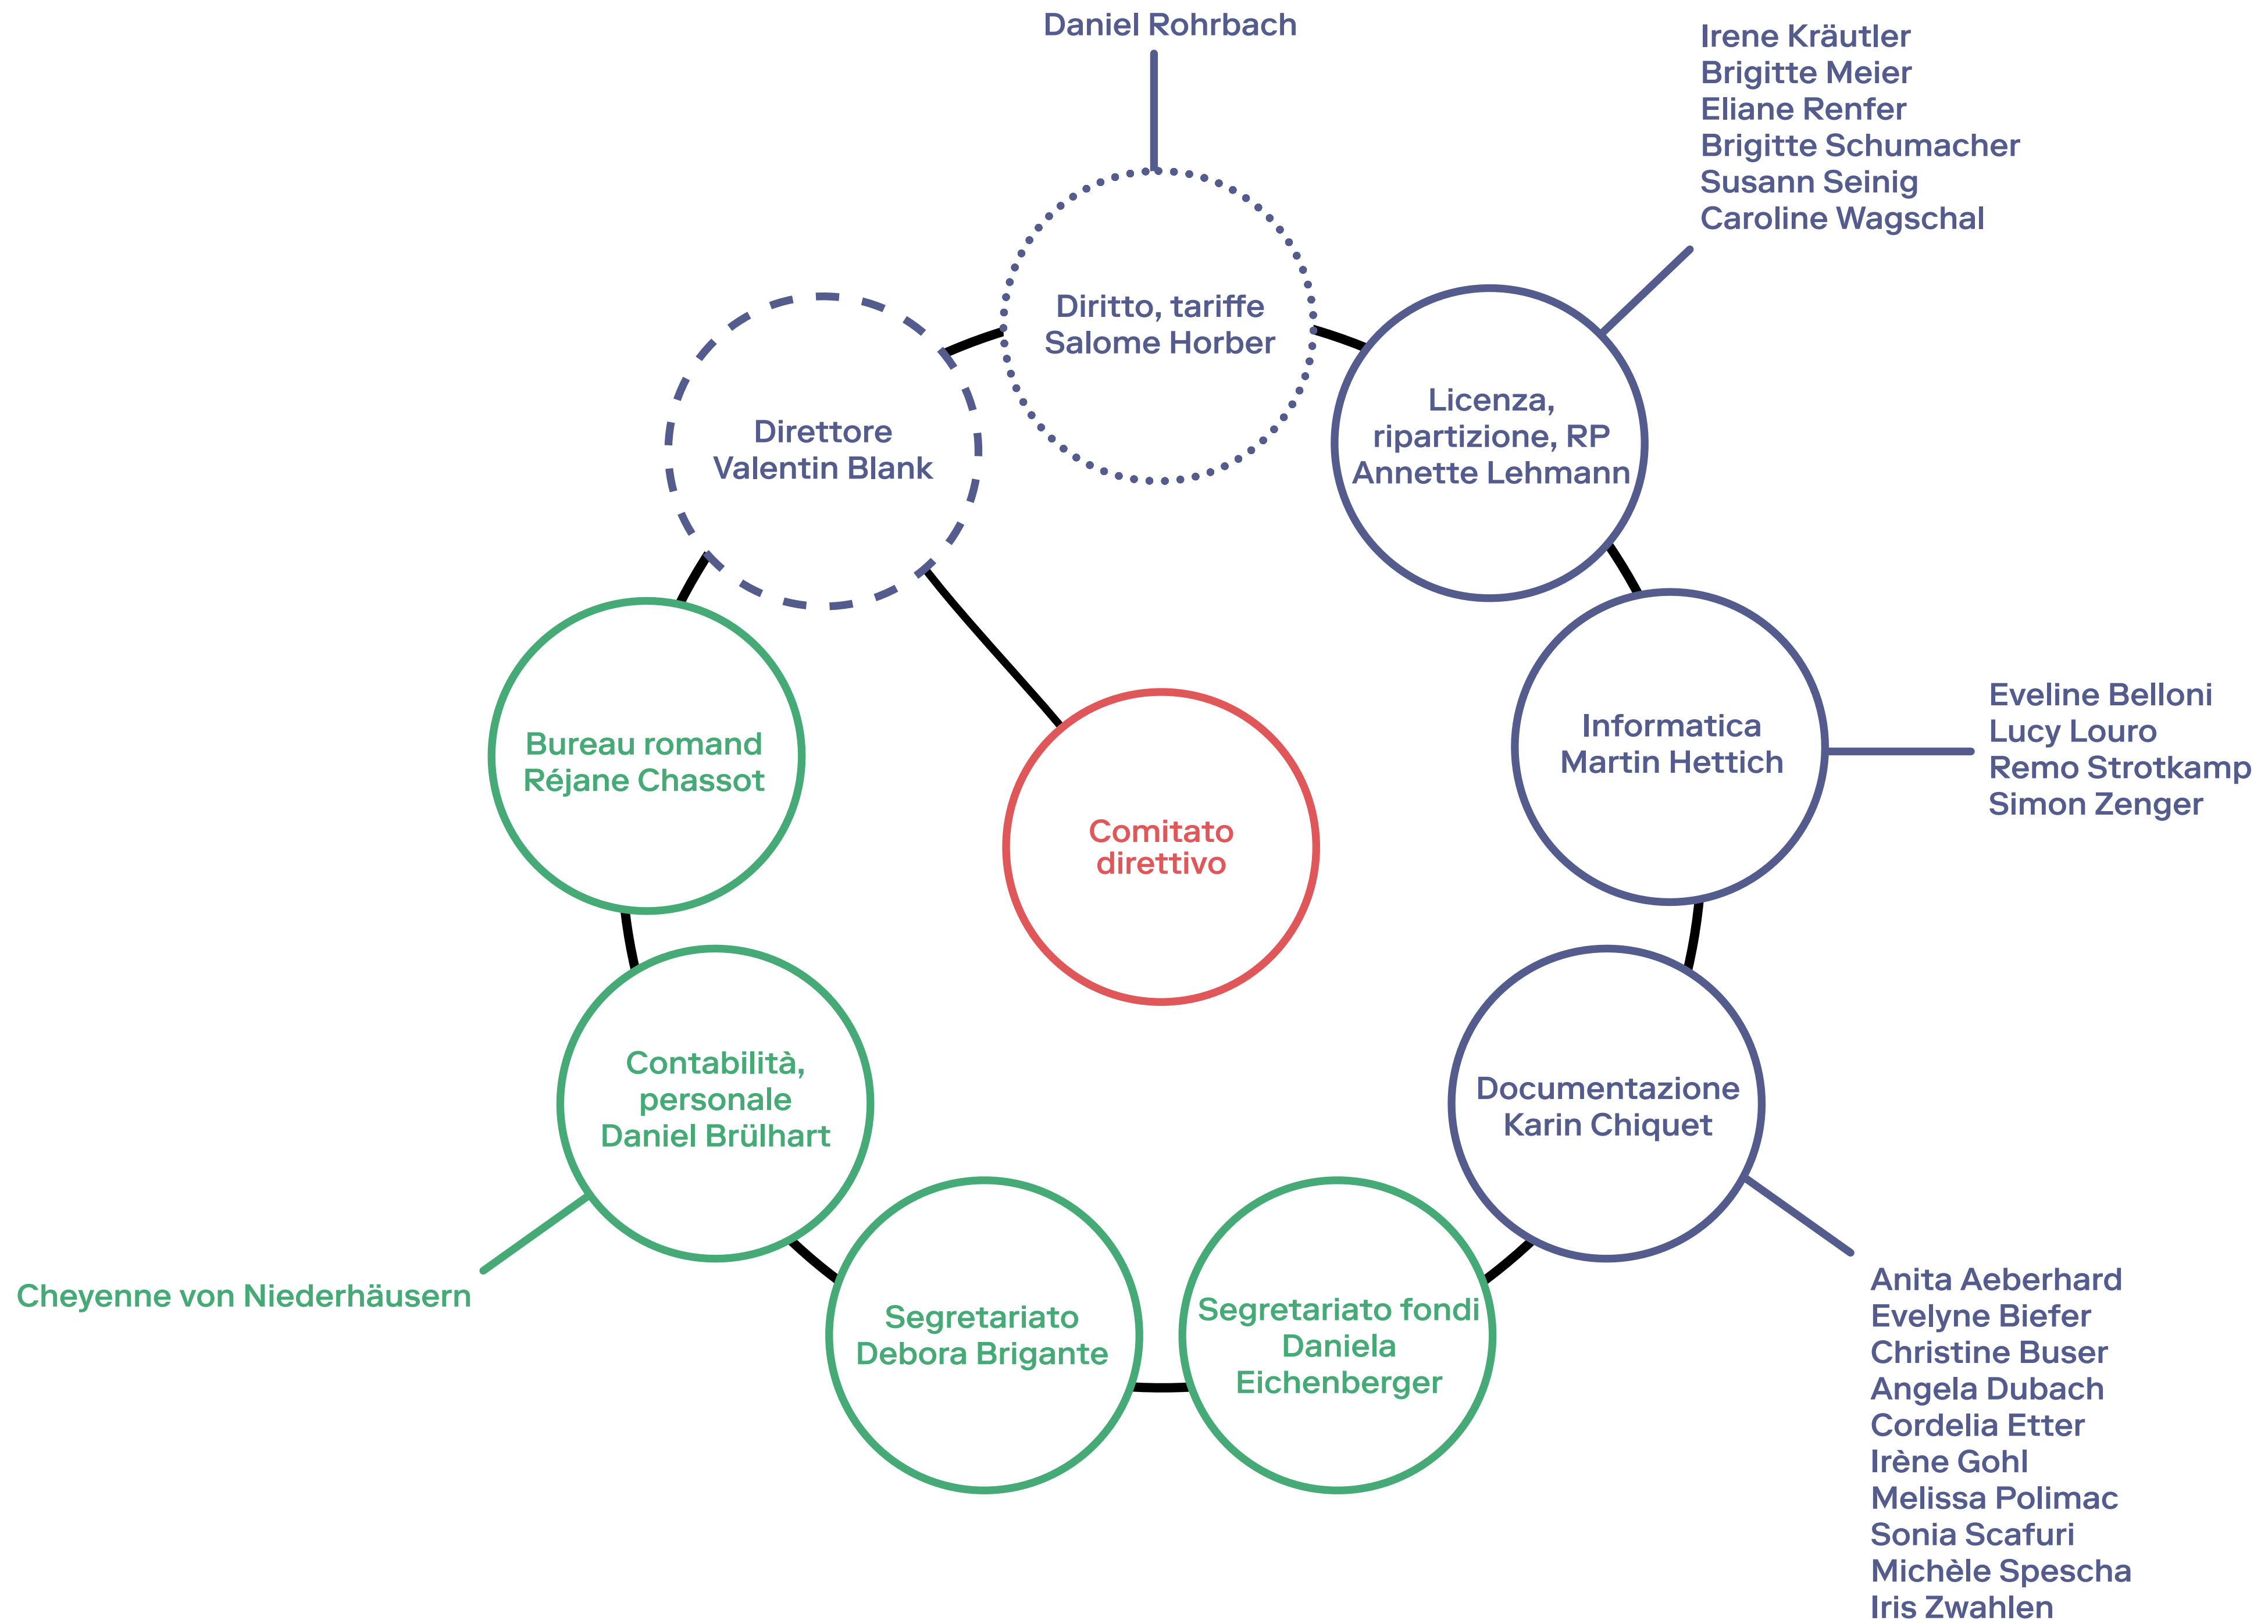 Daniel Rohrbach
Irene Kräutler
Brigitte Meier
Eliane Renfer
Brigitte Schumacher
Susann Seinig
Caroline Wagschal
Diritto, tariffe
Salome Horber
Licenza,
ripartizione, RP
Annette Lehmann
Direttore
Valentin Blank
Informatica
Martin Hettich
Eveline Belloni
Lucy Louro
Remo Strotkamp
Simon Zenger
Bureau romand
Réjane Chassot
Comitato
direttivo
Contabilità,
personale
Daniel Brülhart
Documentazione
Karin Chiquet
Cheyenne von Niederhäusern
Segretariato
Debora Brigante
Segretariato fondi
Daniela
Eichenberger
Anita Aeberhard
Evelyne Biefer
Christine Buser
Angela Dubach
Cordelia Etter
Irène Gohl
Melissa Polimac
Sonia Scafuri
Michèle Spescha
Iris Zwahlen